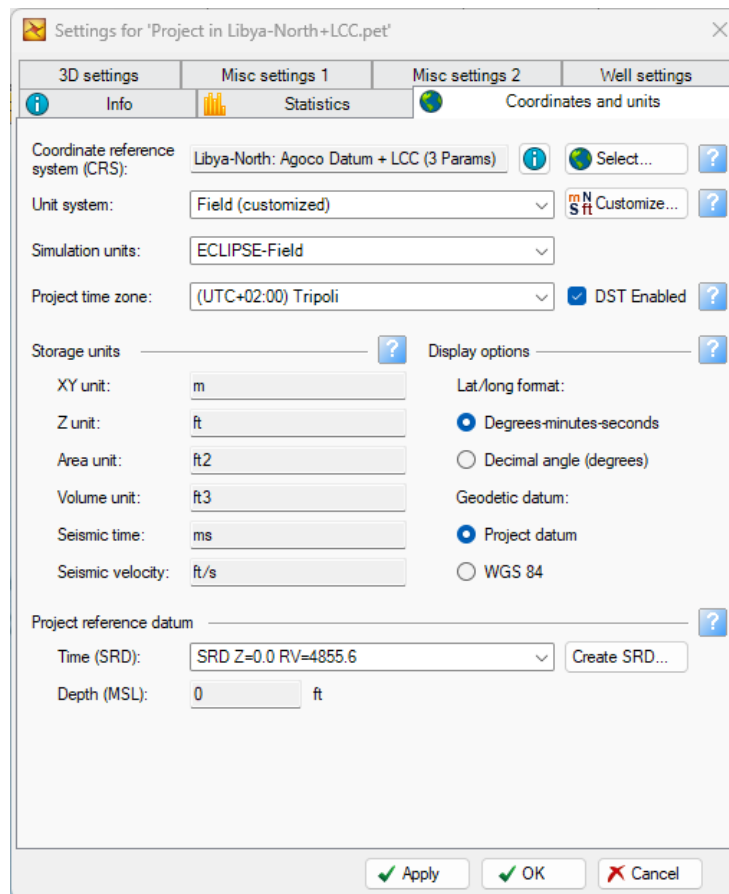 Settings for 'Project in Libya-North+LCC.pet'
3D settings Misc settings 1 Misc settings 2 Well settings
Info Statistics Coordinates and units
Coordinate reference
system (CRS): Libya-North: Agoco Datum + LCC (3 Params) Select... ?
Unit system: Field (customized) Customize... ?
Simulation units: ECLIPSE-Field
Project time zone: (UTC+02:00) Tripoli DST Enabled ?
Storage units ? Display options ?
XY unit: m Lat/long format:
Z unit: ft Degrees-minutes-seconds
Area unit: ft2 Decimal angle (degrees)
Volume unit: ft3 Geodetic datum:
Seismic time: ms Project datum
Seismic velocity: ft/s WGS 84
Project reference datum ?
Time (SRD): SRD Z=0.0 RV=4855.6 Create SRD...
Depth (MSL): 0 ft
Apply OK Cancel